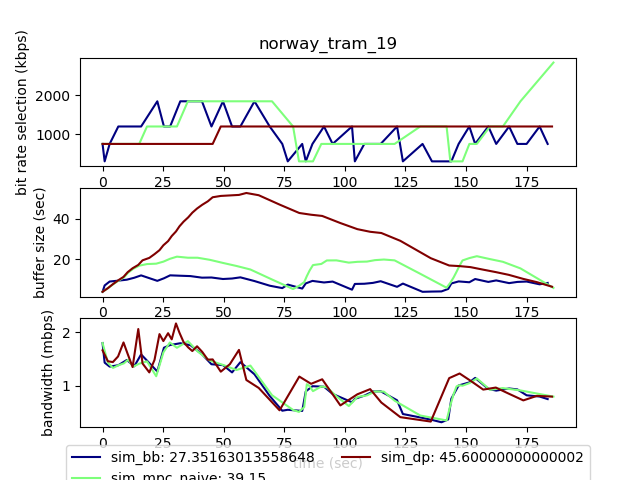 norway_tram_19
bit rate selection (kbps)
2000
1000
0 25 50 75 100 125 150 175
buffer size (sec)
40
20
0 25 50 75 100 125 150 175
bandwidth (mbps)
2
1
0 25 50 75 100 125 150 175
time (sec)
sim_bb: 27.35163013558648 sim_dp: 45.60000000000002
sim_mpc_naive: 39.15